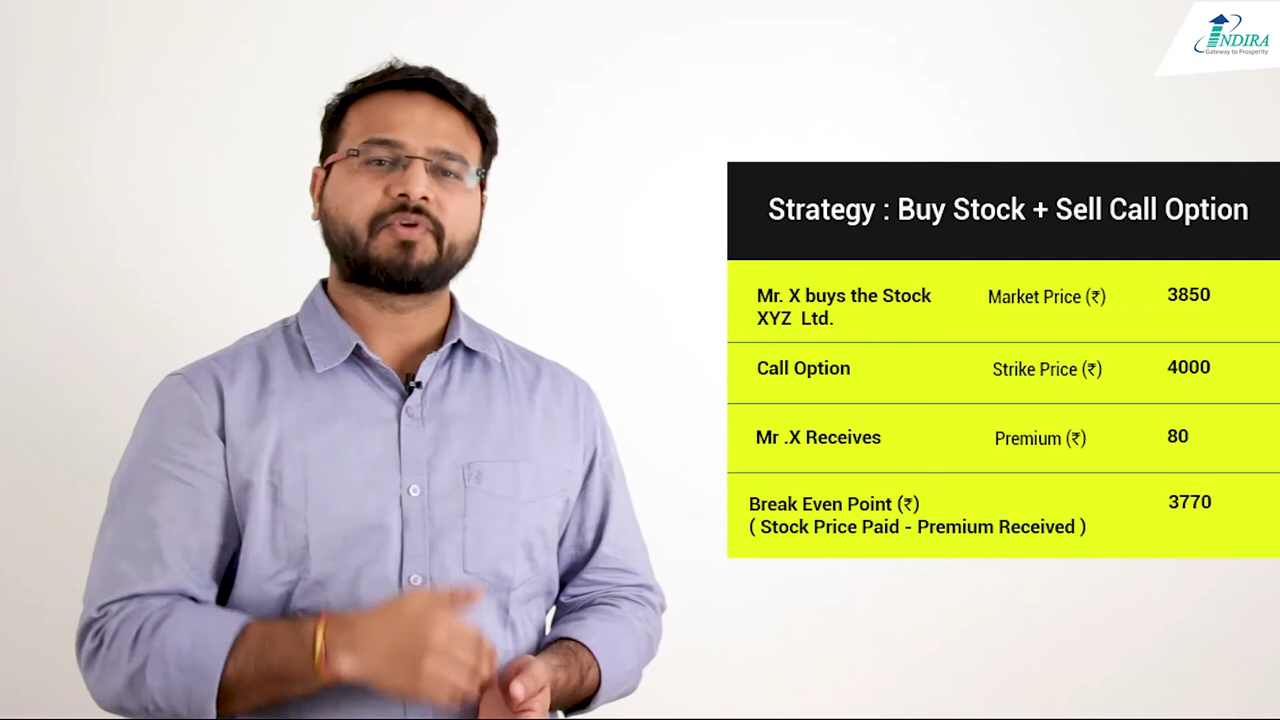 INDIRA
Gateway to Prosperity
Strategy : Buy Stock + Sell Call Option
Mr. X buys the Stock Market Price (₹) 3850
XYZ Ltd.
Call Option Strike Price (₹) 4000
Mr .X Receives Premium (₹) 80
Break Even Point (₹) 3770
( Stock Price Paid - Premium Received )